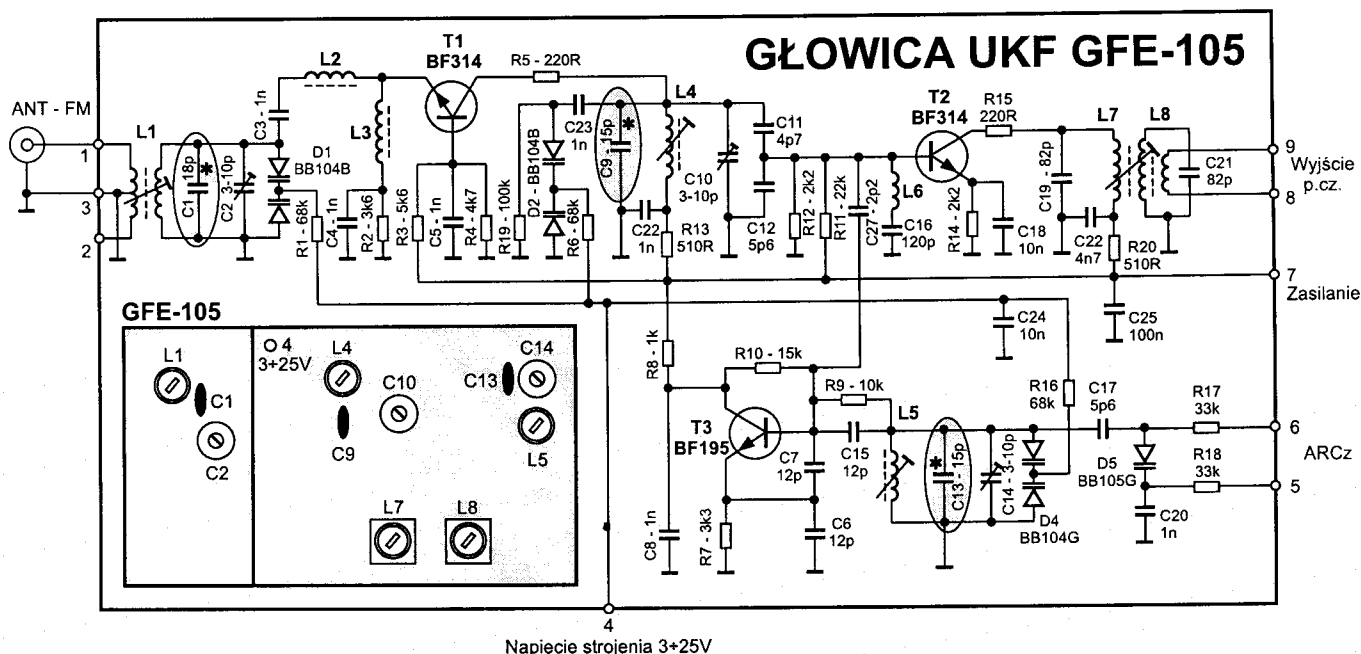 GŁOWICA UKF GFE-105
ANT - FM
1
3
2
L1
C1 - 18p
*
C2 - 3-10p
C3 - 1n
D1
BB104B
R1 - 68k
L2
L3
C4 - 1n
R2 - 3k6
R3 - 5k6
T1
BF314
C5 - 1n
R4 - 4k7
R5 - 220R
R19 - 100k
D2 - BB104B
C23
1n
R6 - 68k
C9 - 15p
*
C22
1n
L4
R13
510R
C10
3-10p
C11
4p7
C12
5p6
R12 - 2k2
R11 - 22k
C27 - 2p2
L6
C16
120p
T2
BF314
R14 - 2k2
R15
220R
C18
10n
C19 - 82p
C22
4n7
L7
L8
R20
510R
C21
82p
9
Wyjście
p.cz.
8
7
Zasilanie
C24
10n
C25
100n
R8 - 1k
R10 - 15k
R9 - 10k
T3
BF195
C7
12p
C15
12p
L5
*
C13 - 15p
C14 - 3-10p
R16
68k
D4
BB104G
C17
5p6
D5
BB105G
R17
33k
6
ARCz
R18
33k
5
C20
1n
C8 - 1n
R7 - 3k3
C6
12p
GFE-105
L1
C1
C2
4
3+25V
L4
C9
C10
C13
C14
L5
L7
L8
4
Napięcie strojenia 3+25V